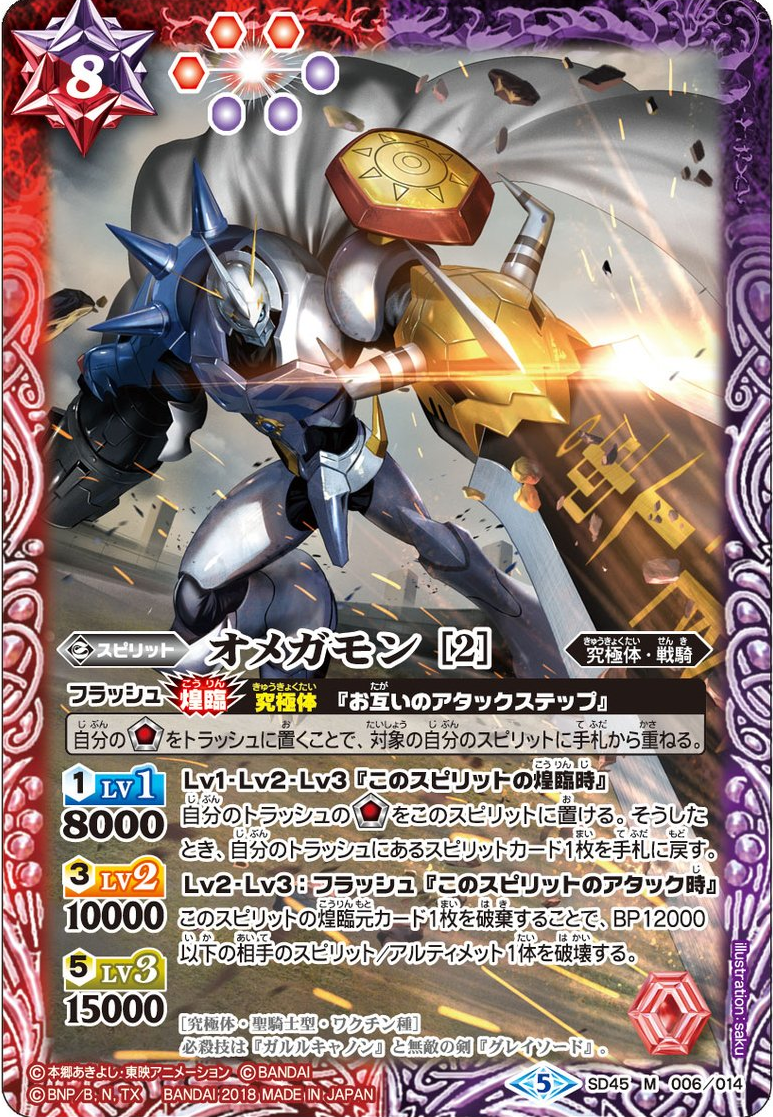 8
スピリット オメガモン [2] 究極体・戦騎
フラッシュ 煌臨 究極体 『お互いのアタックステップ』
自分のをトラッシュに置くことで、対象の自分のスピリットに手札から重ねる。
1 LV1 8000
Lv1・Lv2・Lv3『このスピリットの煌臨時』
自分のトラッシュのをこのスピリットに置ける。そうした
とき、自分のトラッシュにあるスピリットカード1枚を手札に戻す。
3 LV2 10000
Lv2・Lv3：フラッシュ『このスピリットのアタック時』
このスピリットの煌臨元カード1枚を破棄することで、BP12000
以下の相手のスピリット/アルティメット1体を破壊する。
5 LV3 15000
[究極体・聖騎士型・ワクチン種]
必殺技は『ガルルキャノン』と無敵の剣『グレイソード』。
illustration:saku
©本郷あきよし・東映アニメーション ©BANDAI
©BNP/B; N, TX BANDAI,2018 MADE IN JAPAN
5 SD45 M 006/014